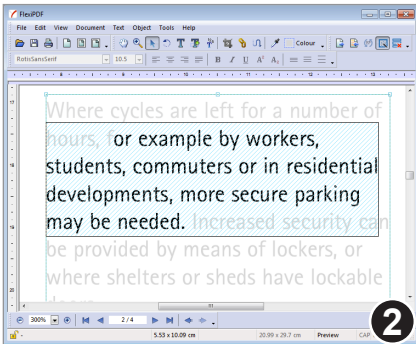 FlexiPDF
File Edit View Document Text Object Tools Help
Colour
RotisSansSerif 10.5 B I U A² A₂
Where cycles are left for a number of
hours, for example by workers,
students, commuters or in residential
developments, more secure parking
may be needed. Increased security can
be provided by means of lockers, or
where shelters or sheds have lockable
doors
300% 2 / 4
5.53 x 10.09 cm 20.99 x 29.7 cm Preview CAP
2